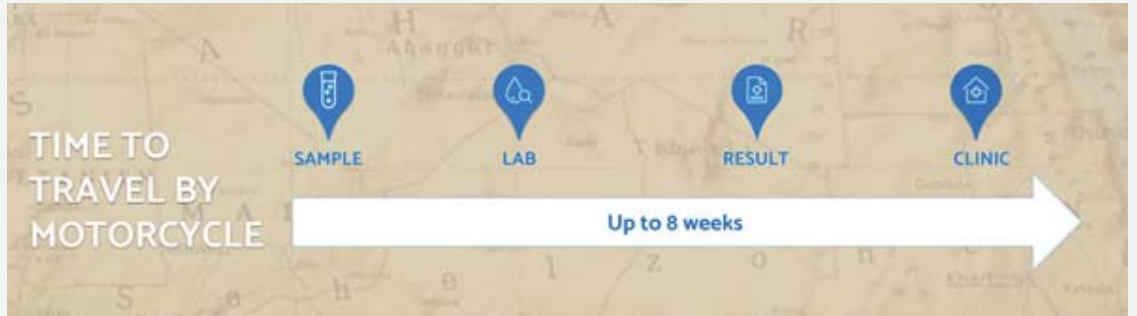 TIME TO
TRAVEL BY
MOTORCYCLE
SAMPLE
LAB
RESULT
CLINIC
Up to 8 weeks